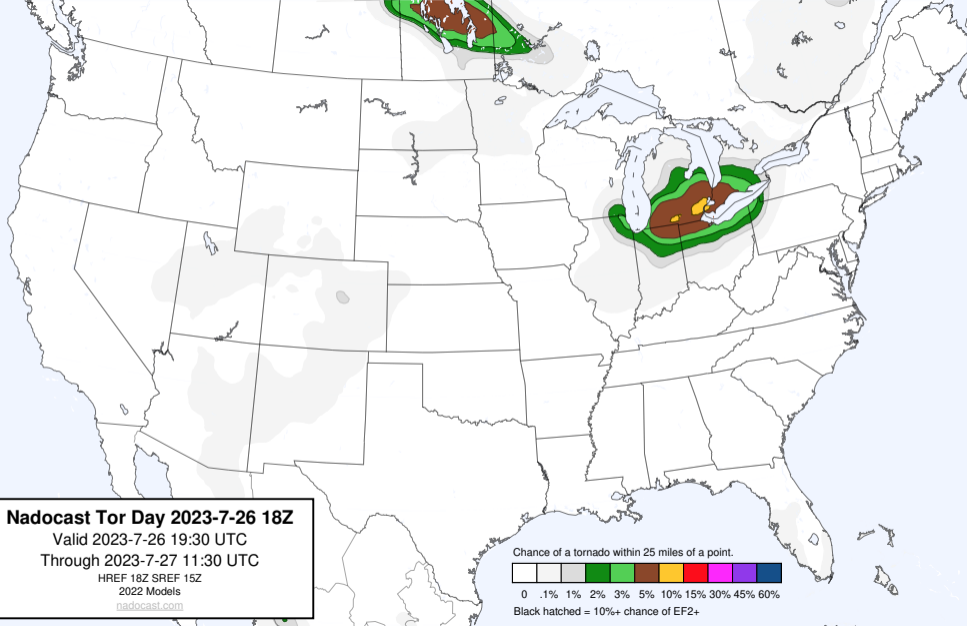 Nadocast Tor Day 2023-7-26 18Z
Valid 2023-7-26 19:30 UTC
Through 2023-7-27 11:30 UTC
HREF 18Z SREF 15Z
2022 Models
nadocast.com
Chance of a tornado within 25 miles of a point.
0 .1% 1% 2% 3% 5% 10% 15% 30% 45% 60%
Black hatched = 10%+ chance of EF2+